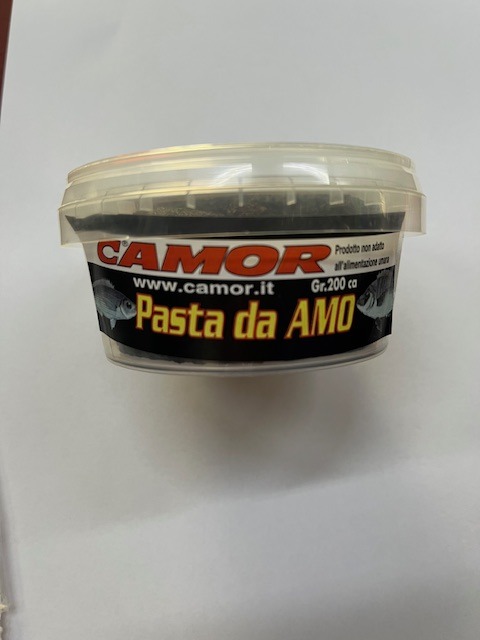 CAMOR®
Prodotto non adatto
all'alimentazione umana
www.camor.it
Gr.200 ca
Pasta da AMO